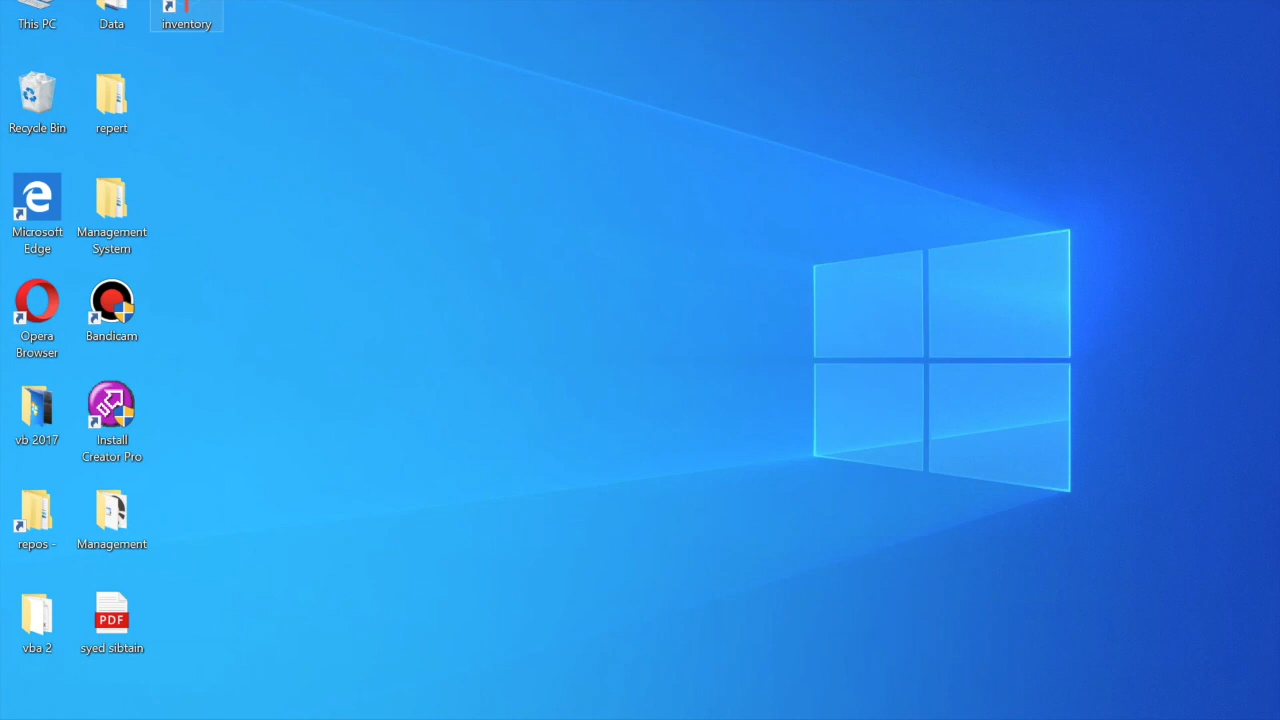 This PC
Data
inventory
Recycle Bin
repert
Microsoft
Edge
Management
System
Opera
Browser
Bandicam
vb 2017
Install
Creator Pro
repos -
Management
vba 2
PDF
syed sibtain